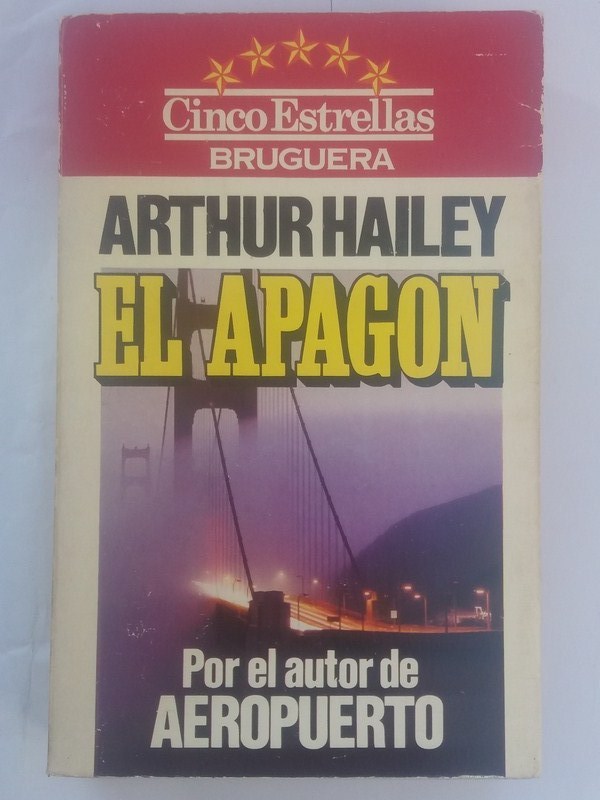 Cinco Estrellas
BRUGUERA
ARTHUR HAILEY
EL APAGON
Por el autor de
AEROPUERTO